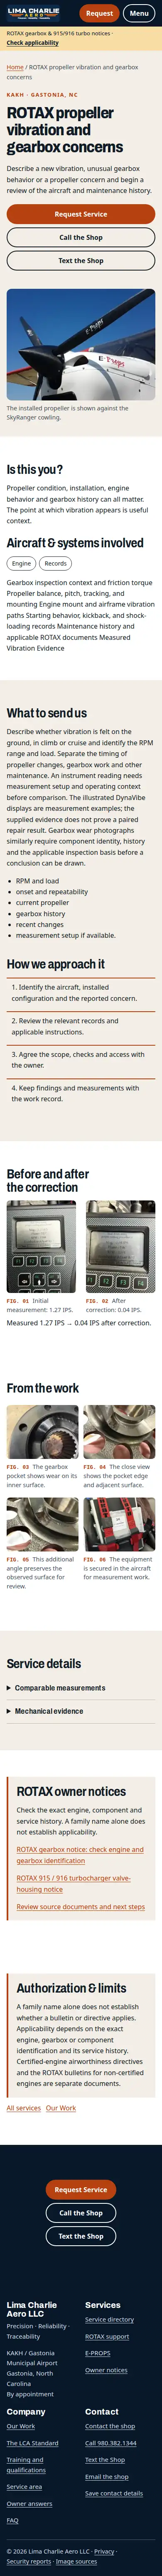 LIMA CHARLIE
AERO
Request
Menu
ROTAX gearbox & 915/916 turbo notices ·
Check applicability
Home / ROTAX propeller vibration and gearbox
concerns
KAKH · GASTONIA, NC
ROTAX propeller
vibration and
gearbox concerns
Describe a new vibration, unusual gearbox
behavior or a propeller concern and begin a
review of the aircraft and maintenance history.
Request Service
Call the Shop
Text the Shop
E-Props
E-PROPS
The installed propeller is shown against the
SkyRanger cowling.
Is this you?
Propeller condition, installation, engine
behavior and gearbox history can all matter.
The point at which vibration appears is useful
context.
Aircraft & systems involved
Engine
Records
Gearbox inspection context and friction torque
Propeller balance, pitch, tracking, and
mounting Engine mount and airframe vibration
paths Starting behavior, kickback, and shock-
loading records Maintenance history and
applicable ROTAX documents Measured
Vibration Evidence
What to send us
Describe whether vibration is felt on the
ground, in climb or cruise and identify the RPM
range and load. Separate the timing of
propeller changes, gearbox work and other
maintenance. An instrument reading needs
measurement setup and operating context
before comparison. The illustrated DynaVibe
displays are measurement examples; the
supplied evidence does not prove a paired
repair result. Gearbox wear photographs
similarly require component identity, history
and the applicable inspection basis before a
conclusion can be drawn.
• RPM and load
• onset and repeatability
• current propeller
• gearbox history
• recent changes
• measurement setup if available.
How we approach it
1. Identify the aircraft, installed
configuration and the reported concern.
2. Review the relevant records and
applicable instructions.
3. Agree the scope, checks and access with
the owner.
4. Keep findings and measurements with
the work record.
Before and after
the correction
F1 F2 F3 F4
F1 F2 F3 F4
FIG. 01 Initial
measurement: 1.27 IPS.
FIG. 02 After
correction: 0.04 IPS.
Measured 1.27 IPS → 0.04 IPS after correction.
From the work
FIG. 03 The gearbox
pocket shows wear on its
inner surface.
FIG. 04 The close view
shows the pocket edge
and adjacent surface.
FIG. 05 This additional
angle preserves the
observed surface for
review.
FIG. 06 The equipment
is secured in the aircraft
for measurement work.
Service details
Comparable measurements
Mechanical evidence
ROTAX owner notices
Check the exact engine, component and
service history. A family name alone does
not establish applicability.
ROTAX gearbox notice: check engine and
gearbox identification
ROTAX 915 / 916 turbocharger valve-
housing notice
Review source documents and next steps
Authorization & limits
A family name alone does not establish
whether a bulletin or directive applies.
Applicability depends on the exact
engine, gearbox or component
identification and its service history.
Certified-engine airworthiness directives
and the ROTAX bulletins for non-certified
engines are separate documents.
All services Our Work
Request Service
Call the Shop
Text the Shop
Lima Charlie
Aero LLC
Precision · Reliability ·
Traceability
KAKH / Gastonia
Municipal Airport
Gastonia, North
Carolina
By appointment
Services
Service directory
ROTAX support
E-PROPS
Owner notices
Company
Our Work
The LCA Standard
Training and
qualifications
Service area
Owner answers
FAQ
Contact
Contact the shop
Call 980.382.1344
Text the Shop
Email the shop
Save contact details
© 2026 Lima Charlie Aero LLC · Privacy ·
Security reports · Image sources